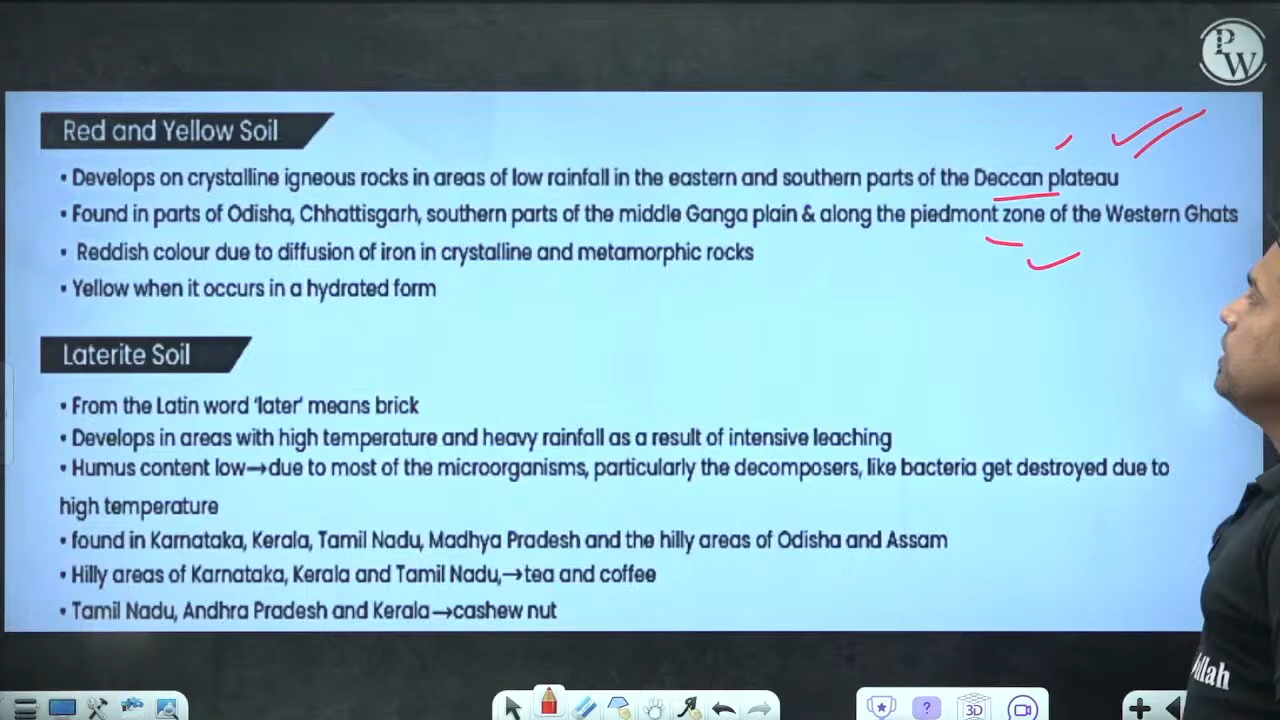 PW
Red and Yellow Soil
• Develops on crystalline igneous rocks in areas of low rainfall in the eastern and southern parts of the Deccan plateau
• Found in parts of Odisha, Chhattisgarh, southern parts of the middle Ganga plain & along the piedmont zone of the Western Ghats
• Reddish colour due to diffusion of iron in crystalline and metamorphic rocks
• Yellow when it occurs in a hydrated form
Laterite Soil
• From the Latin word ‘later’ means brick
• Develops in areas with high temperature and heavy rainfall as a result of intensive leaching
• Humus content low→due to most of the microorganisms, particularly the decomposers, like bacteria get destroyed due to
high temperature
• found in Karnataka, Kerala, Tamil Nadu, Madhya Pradesh and the hilly areas of Odisha and Assam
• Hilly areas of Karnataka, Kerala and Tamil Nadu,→tea and coffee
• Tamil Nadu, Andhra Pradesh and Kerala→cashew nut
3D